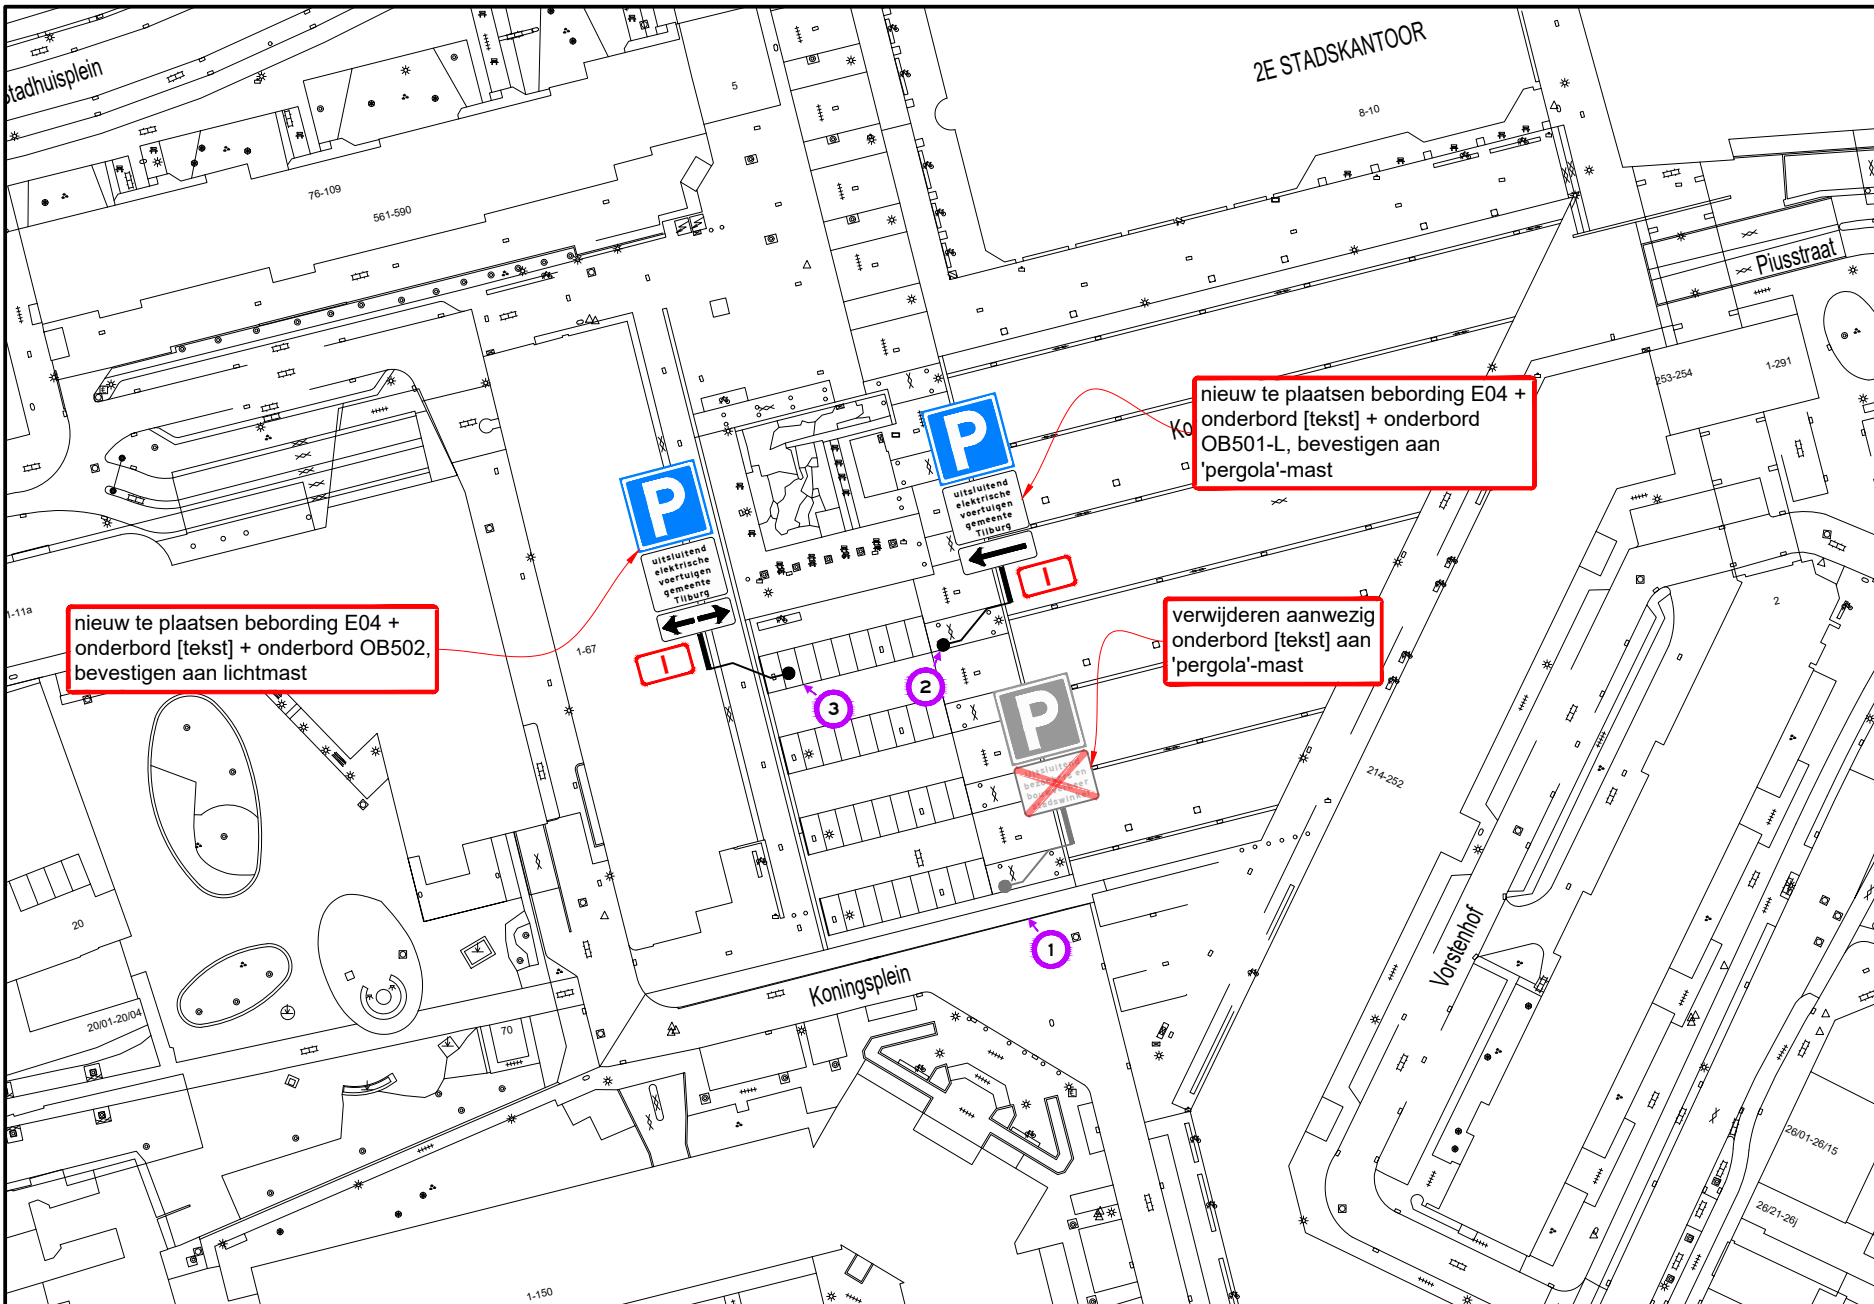 Stadhuisplein
2E STADSKANTOOR
8-10
5
76-109
561-590
Piusstraat
253-254
1-291
nieuw te plaatsen bebording E04 +
onderbord [tekst] + onderbord
OB501-L, bevestigen aan
'pergola'-mast
Ko
P
uitsluitend
elektrische
voertuigen
gemeente
Tilburg
P
uitsluitend
elektrische
voertuigen
gemeente
Tilburg
nieuw te plaatsen bebording E04 +
onderbord [tekst] + onderbord OB502,
bevestigen aan lichtmast
verwijderen aanwezig
onderbord [tekst] aan
'pergola'-mast
1-11a
1-67
2
3
2
P
uitsluitend
214-252
20
1
Koningsplein
Vorstenhof
20/01-20/04
70
26/01-26/15
26/21-26j
1-150